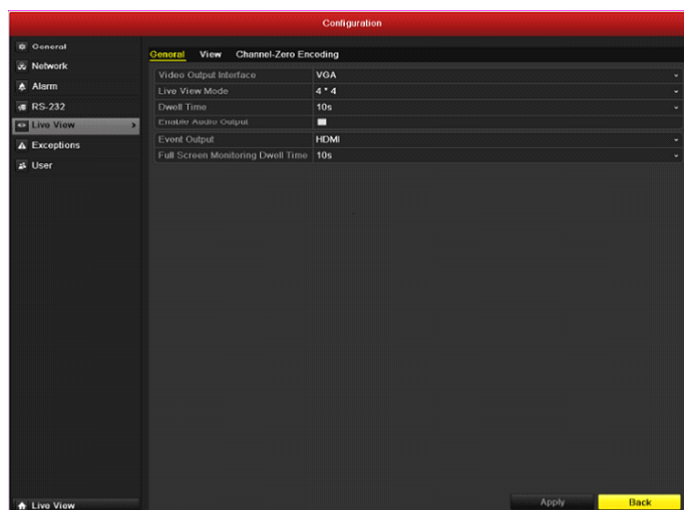 Configuration
General
Network
Alarm
RS-232
Live View >
Exceptions
User
General View Channel-Zero Encoding
Video Output Interface VGA
Live View Mode 4 * 4
Dwell Time 10s
Enable Audio Output
Event Output HDMI
Full Screen Monitoring Dwell Time 10s
Live View
Apply Back